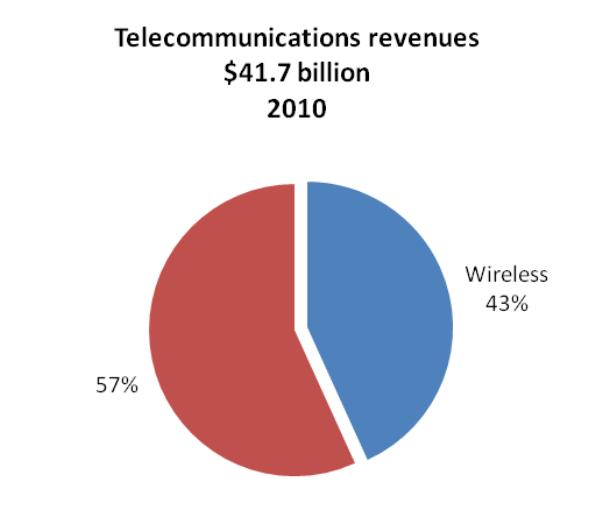 Telecommunications revenues
$41.7 billion
2010
Wireless
43%
57%